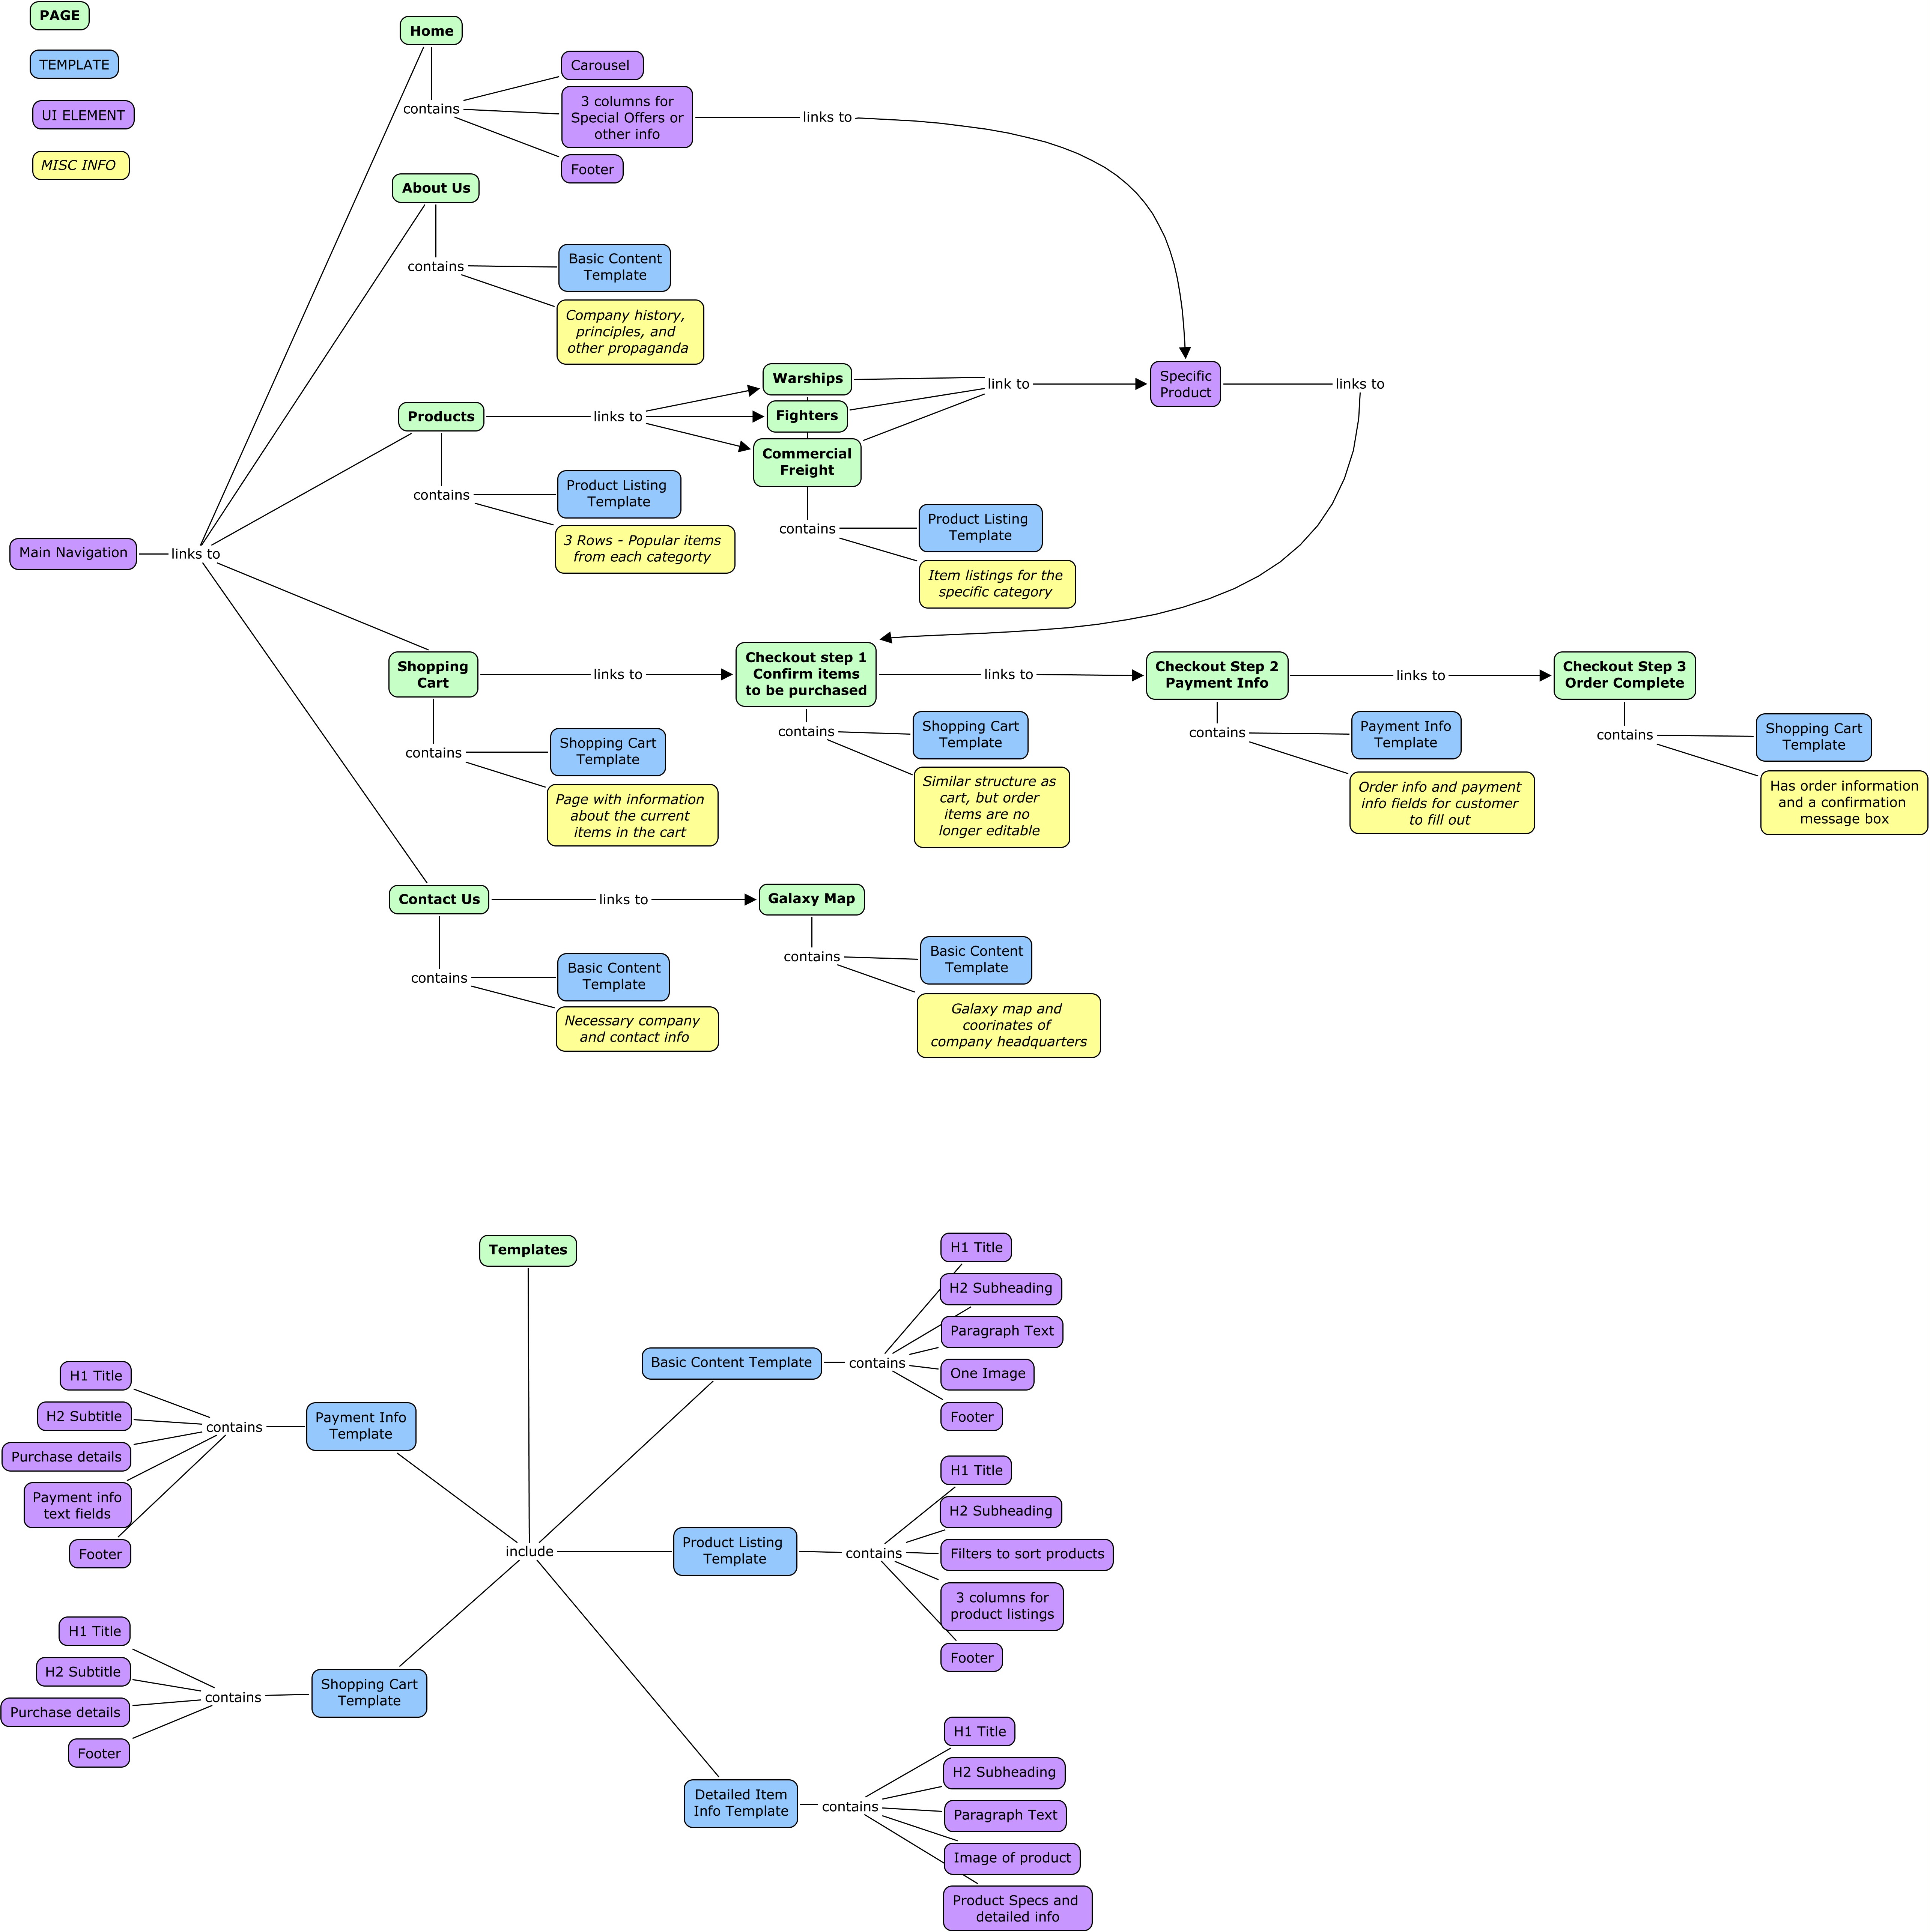 PAGE
TEMPLATE
UI ELEMENT
MISC INFO
Home
contains
Carousel
3 columns for
Special Offers or
other info
Footer
links to
About Us
contains
Basic Content
Template
Company history,
principles, and
other propaganda
Products
links to
Warships
Fighters
Commercial
Freight
link to
Specific
Product
links to
contains
Product Listing
Template
3 Rows - Popular items
from each categorty
contains
Product Listing
Template
Item listings for the
specific category
Main Navigation
links to
Shopping
Cart
links to
Checkout step 1
Confirm items
to be purchased
links to
Checkout Step 2
Payment Info
links to
Checkout Step 3
Order Complete
contains
Shopping Cart
Template
Page with information
about the current
items in the cart
contains
Shopping Cart
Template
Similar structure as
cart, but order
items are no
longer editable
contains
Payment Info
Template
Order info and payment
info fields for customer
to fill out
contains
Shopping Cart
Template
Has order information
and a confirmation
message box
Contact Us
links to
Galaxy Map
contains
Basic Content
Template
Necessary company
and contact info
contains
Basic Content
Template
Galaxy map and
coorinates of
company headquarters
Templates
include
H1 Title
H2 Subtitle
Purchase details
Payment info
text fields
Footer
contains
Payment Info
Template
H1 Title
H2 Subtitle
Purchase details
Footer
contains
Shopping Cart
Template
Basic Content Template
contains
H1 Title
H2 Subheading
Paragraph Text
One Image
Footer
Product Listing
Template
contains
H1 Title
H2 Subheading
Filters to sort products
3 columns for
product listings
Footer
Detailed Item
Info Template
contains
H1 Title
H2 Subheading
Paragraph Text
Image of product
Product Specs and
detailed info